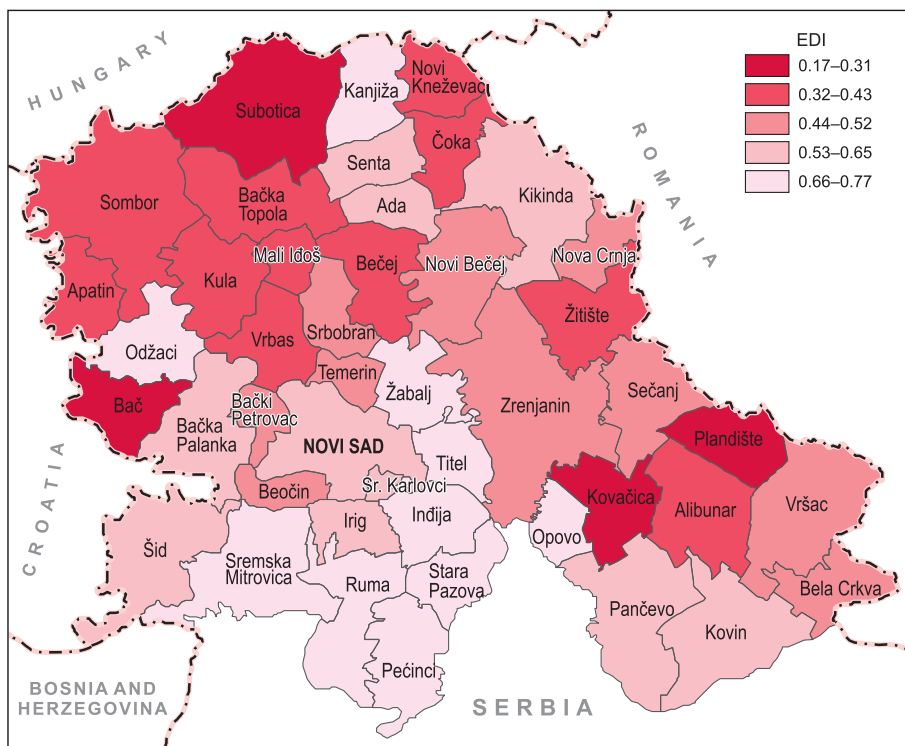 HUNGARY
EDI
0.17–0.31
0.32–0.43
0.44–0.52
0.53–0.65
0.66–0.77
Novi
Kneževac
Kanjiža
Subotica
Čoka
Senta
ROMANIA
Kikinda
Bačka
Topola
Sombor
Ada
Mali Iđoš
Bečej
Novi Bečej
Nova Crnja
Kula
Apatin
Žitište
Srbobran
Vrbas
Odžaci
Temerin
Žabalj
Sečanj
Bački
Petrovac
Zrenjanin
Bač
Bačka
Palanka
NOVI SAD
Plandište
Titel
CROATIA
Beočin
Sr. Karlovci
Kovačica
Vršac
Alibunar
Inđija
Irig
Opovo
Šid
Sremska
Mitrovica
Ruma
Stara
Pazova
Bela Crkva
Pančevo
Kovin
Pećinci
BOSNIA AND
HERZEGOVINA
SERBIA